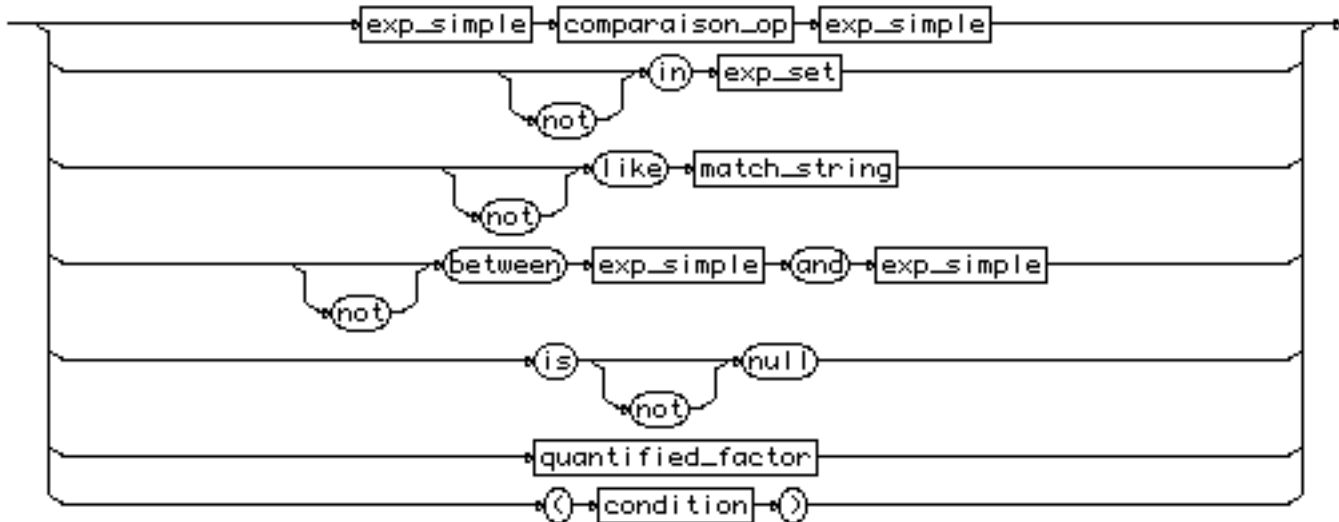 exp_simple comparaison_op exp_simple
in exp_set
not
like match_string
not
between exp_simple and exp_simple
not
is null
not
quantified_factor
( condition )